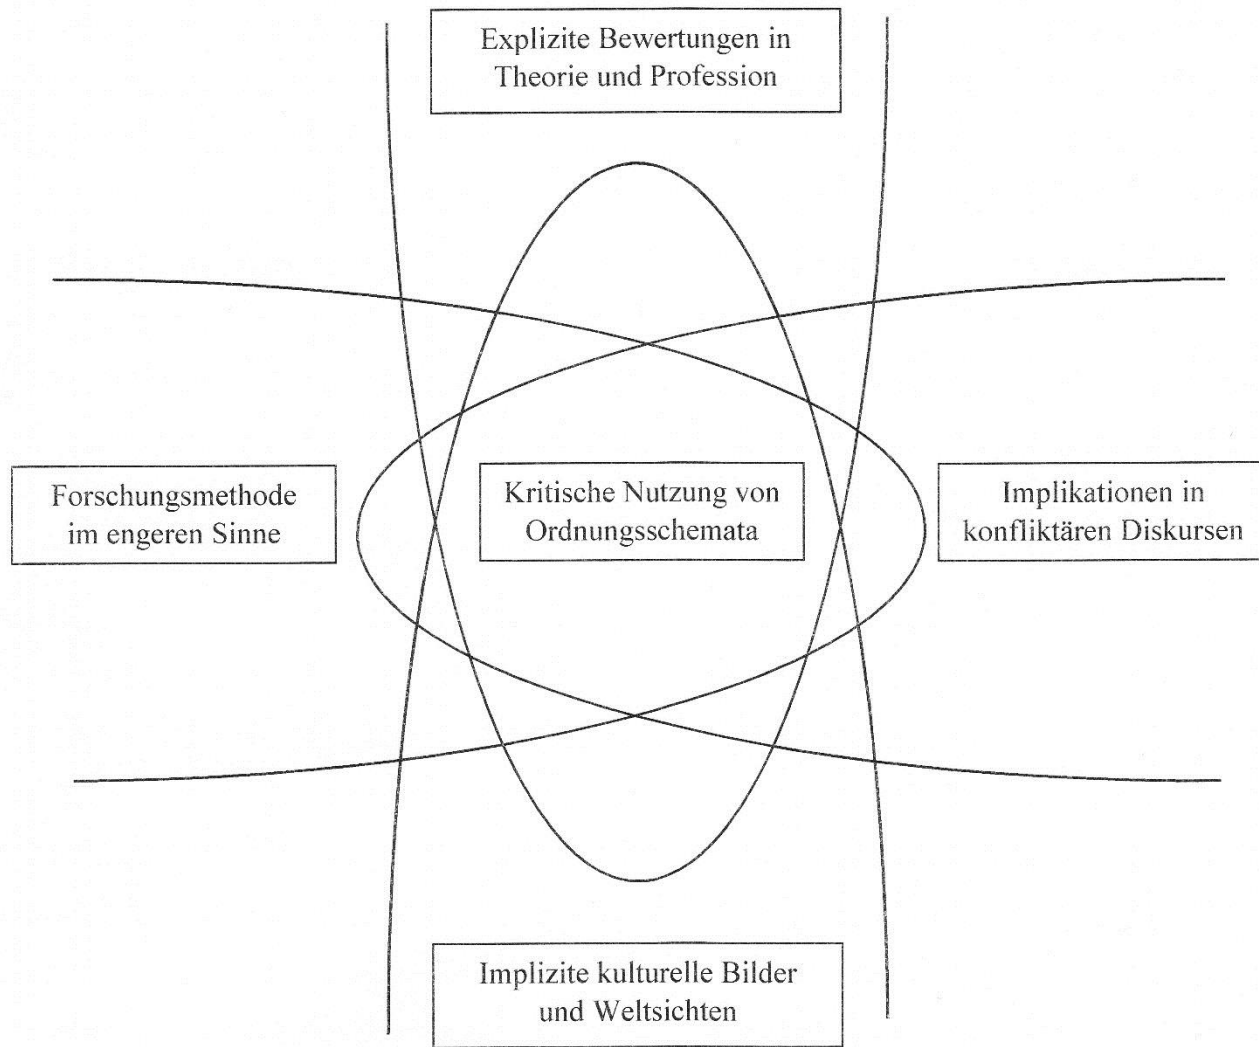 Explizite Bewertungen in
Theorie und Profession
Forschungsmethode
im engeren Sinne
Kritische Nutzung von
Ordnungsschemata
Implikationen in
konfliktären Diskursen
Implizite kulturelle Bilder
und Weltsichten